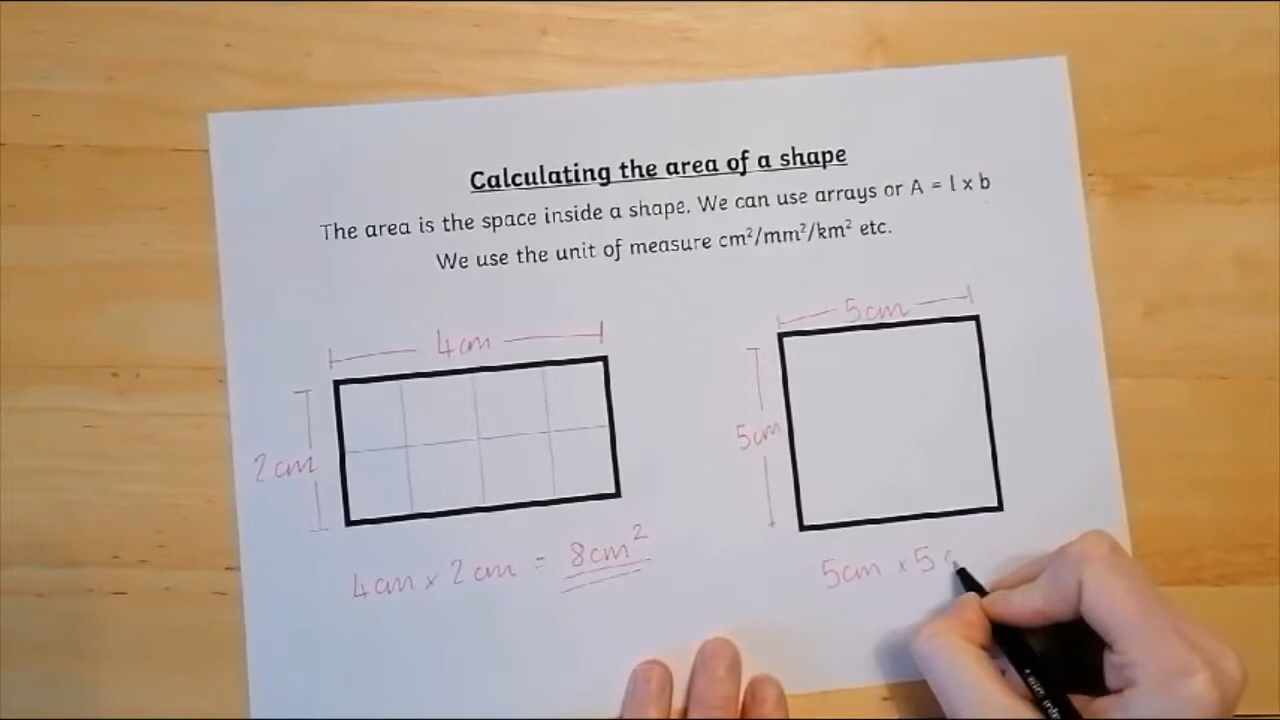 Calculating the area of a shape
The area is the space inside a shape. We can use arrays or A = l x b
We use the unit of measure cm²/mm²/km² etc.
4cm
2cm
4cm x 2cm = 8cm²
5cm
5cm
5cm x 5c